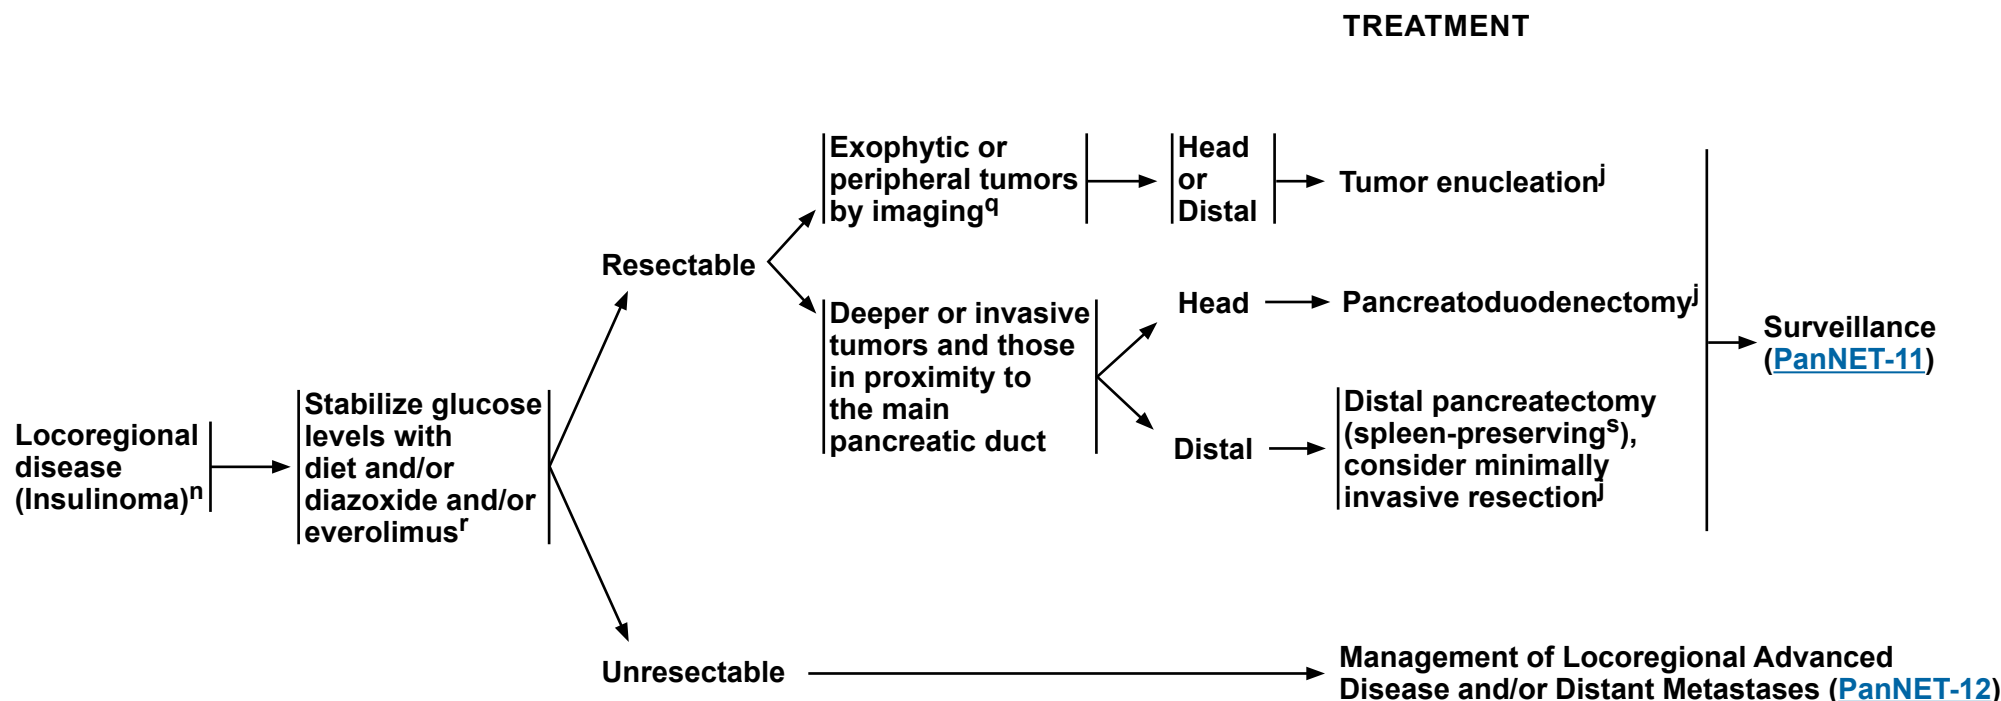 TREATMENT
Locoregional
disease
(Insulinoma)n
Stabilize glucose
levels with
diet and/or
diazoxide and/or
everolimusr
Resectable
Exophytic or
peripheral tumors
by imagingq
Head
or
Distal
Tumor enucleationj
Deeper or invasive
tumors and those
in proximity to
the main
pancreatic duct
Head
Pancreatoduodenectomyj
Distal
Distal pancreatectomy
(spleen-preservings),
consider minimally
invasive resectionj
Surveillance
(PanNET-11)
Unresectable
Management of Locoregional Advanced
Disease and/or Distant Metastases (PanNET-12)